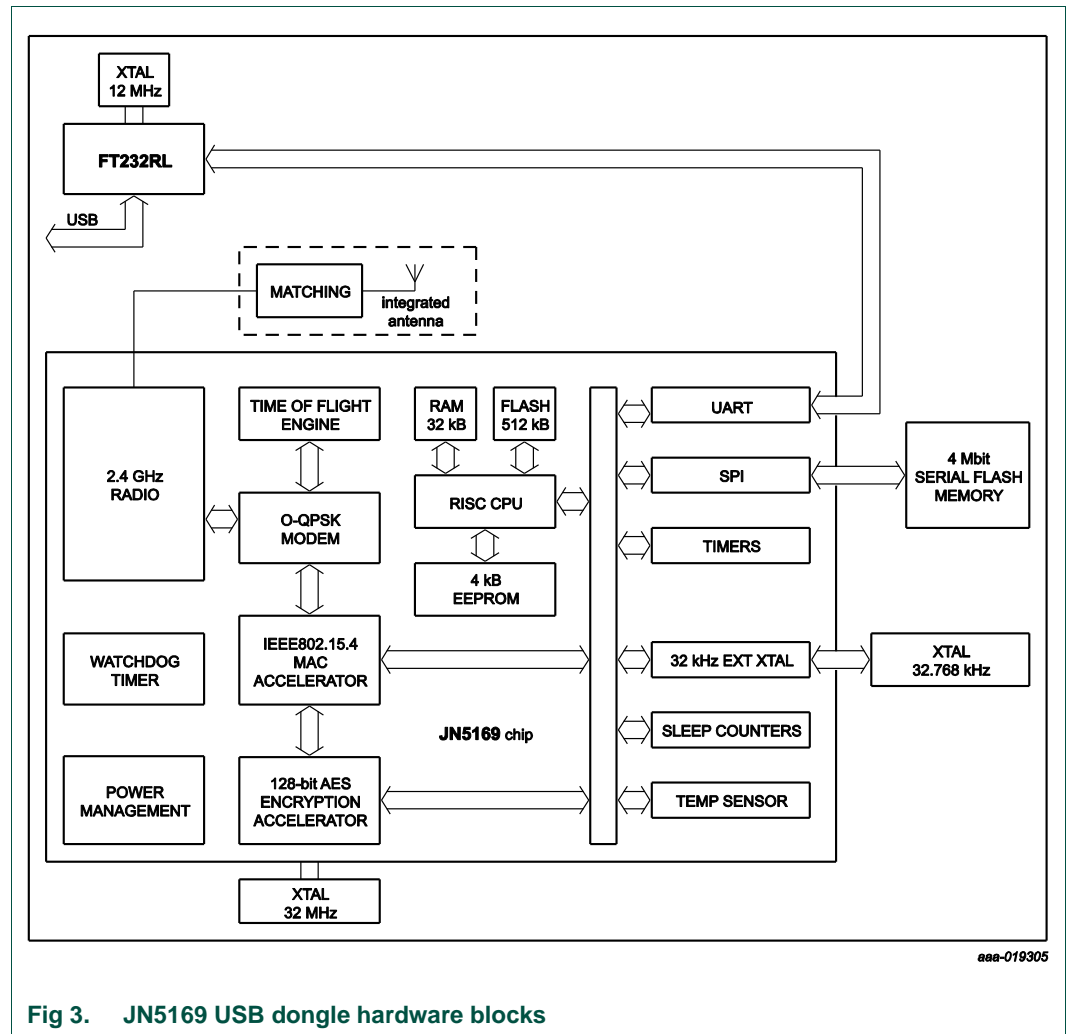 XTAL
12 MHz
FT232RL
USB
MATCHING
integrated
antenna
2.4 GHz
RADIO
TIME OF FLIGHT
ENGINE
O-QPSK
MODEM
RAM
32 kB
FLASH
512 kB
RISC CPU
4 kB
EEPROM
UART
SPI
4 Mbit
SERIAL FLASH
MEMORY
TIMERS
WATCHDOG
TIMER
IEEE802.15.4
MAC
ACCELERATOR
32 kHz EXT XTAL
XTAL
32.768 kHz
JN5169 chip
SLEEP COUNTERS
POWER
MANAGEMENT
128-bit AES
ENCRYPTION
ACCELERATOR
TEMP SENSOR
XTAL
32 MHz
aaa-019305
Fig 3. JN5169 USB dongle hardware blocks